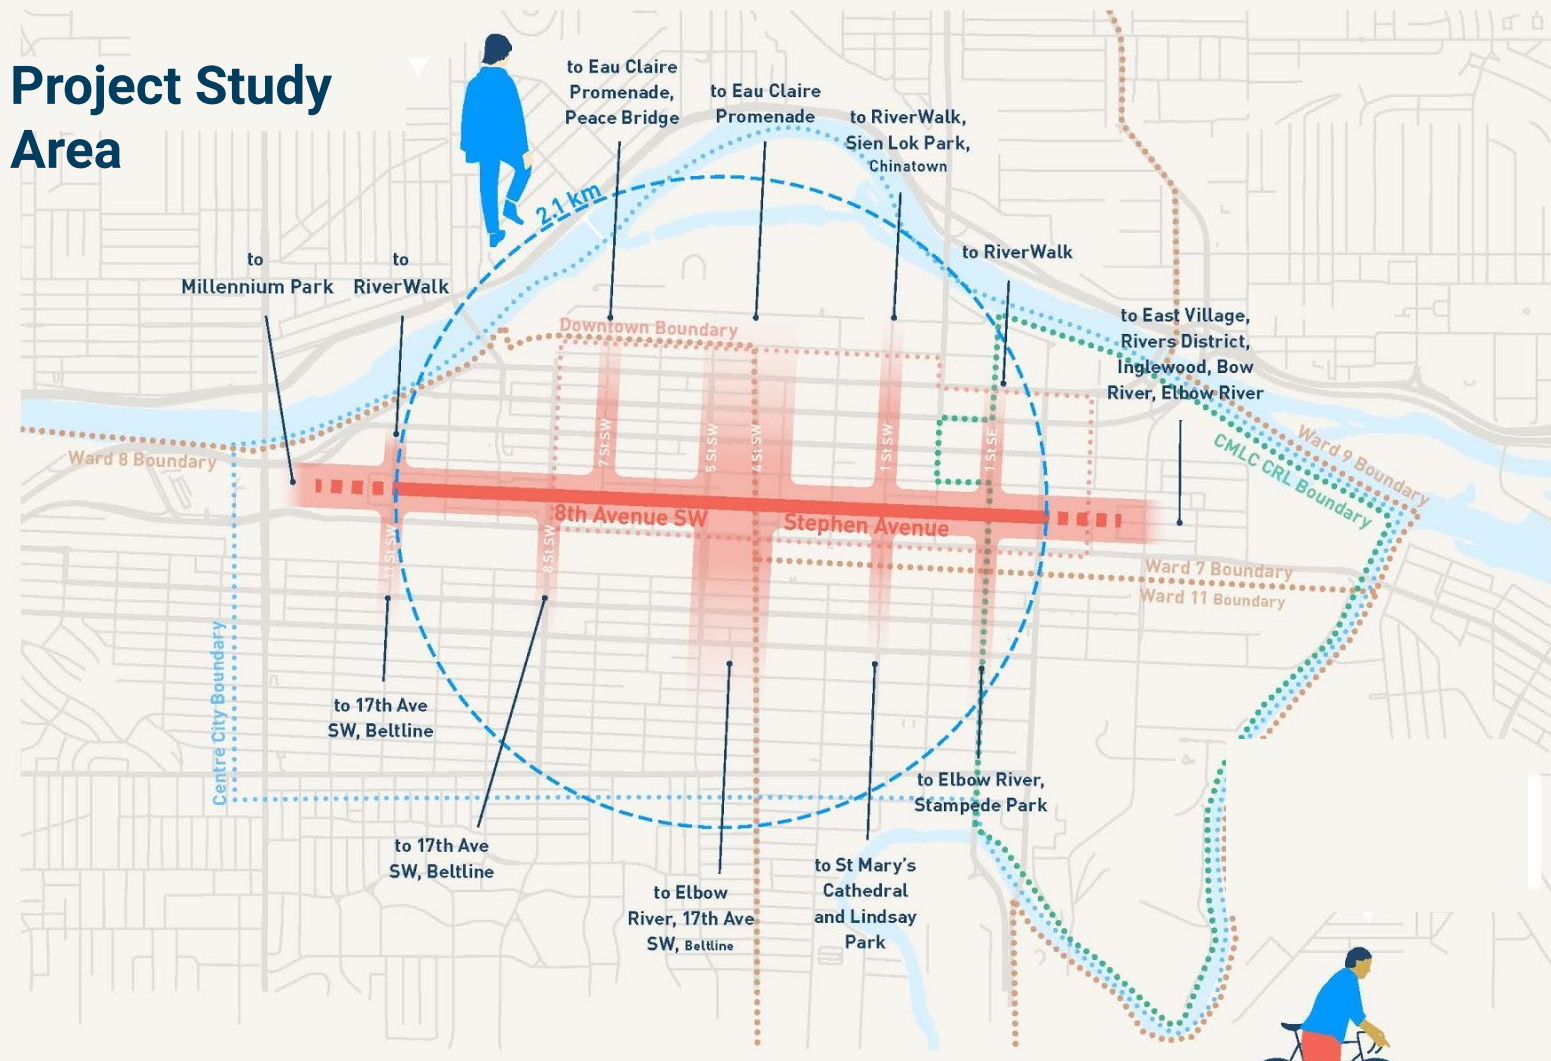 Project Study
Area
to Eau Claire
Promenade,
Peace Bridge
to Eau Claire
Promenade
to RiverWalk,
Sien Lok Park,
Chinatown
2.1 km
to
Millennium Park
to
RiverWalk
to RiverWalk
to East Village,
Rivers District,
Inglewood, Bow
River, Elbow River
Downtown Boundary
Ward 8 Boundary
Ward 9 Boundary
CMLC CRL Boundary
7 St SW
5 St SW
4 St SW
1 St SW
1 St SE
8th Avenue SW
Stephen Avenue
11 St SW
8 St SW
Ward 7 Boundary
Ward 11 Boundary
Centre City Boundary
to 17th Ave
SW, Beltline
to 17th Ave
SW, Beltline
to Elbow
River, 17th Ave
SW, Beltline
to St Mary's
Cathedral
and Lindsay
Park
to Elbow River,
Stampede Park